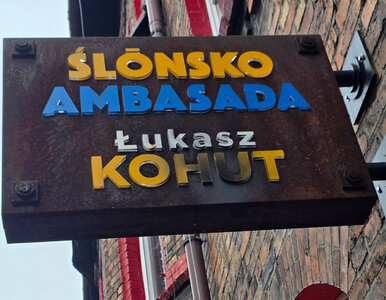 ŚLŌNSKO
AMBASADA
Łukasz
KOHUT